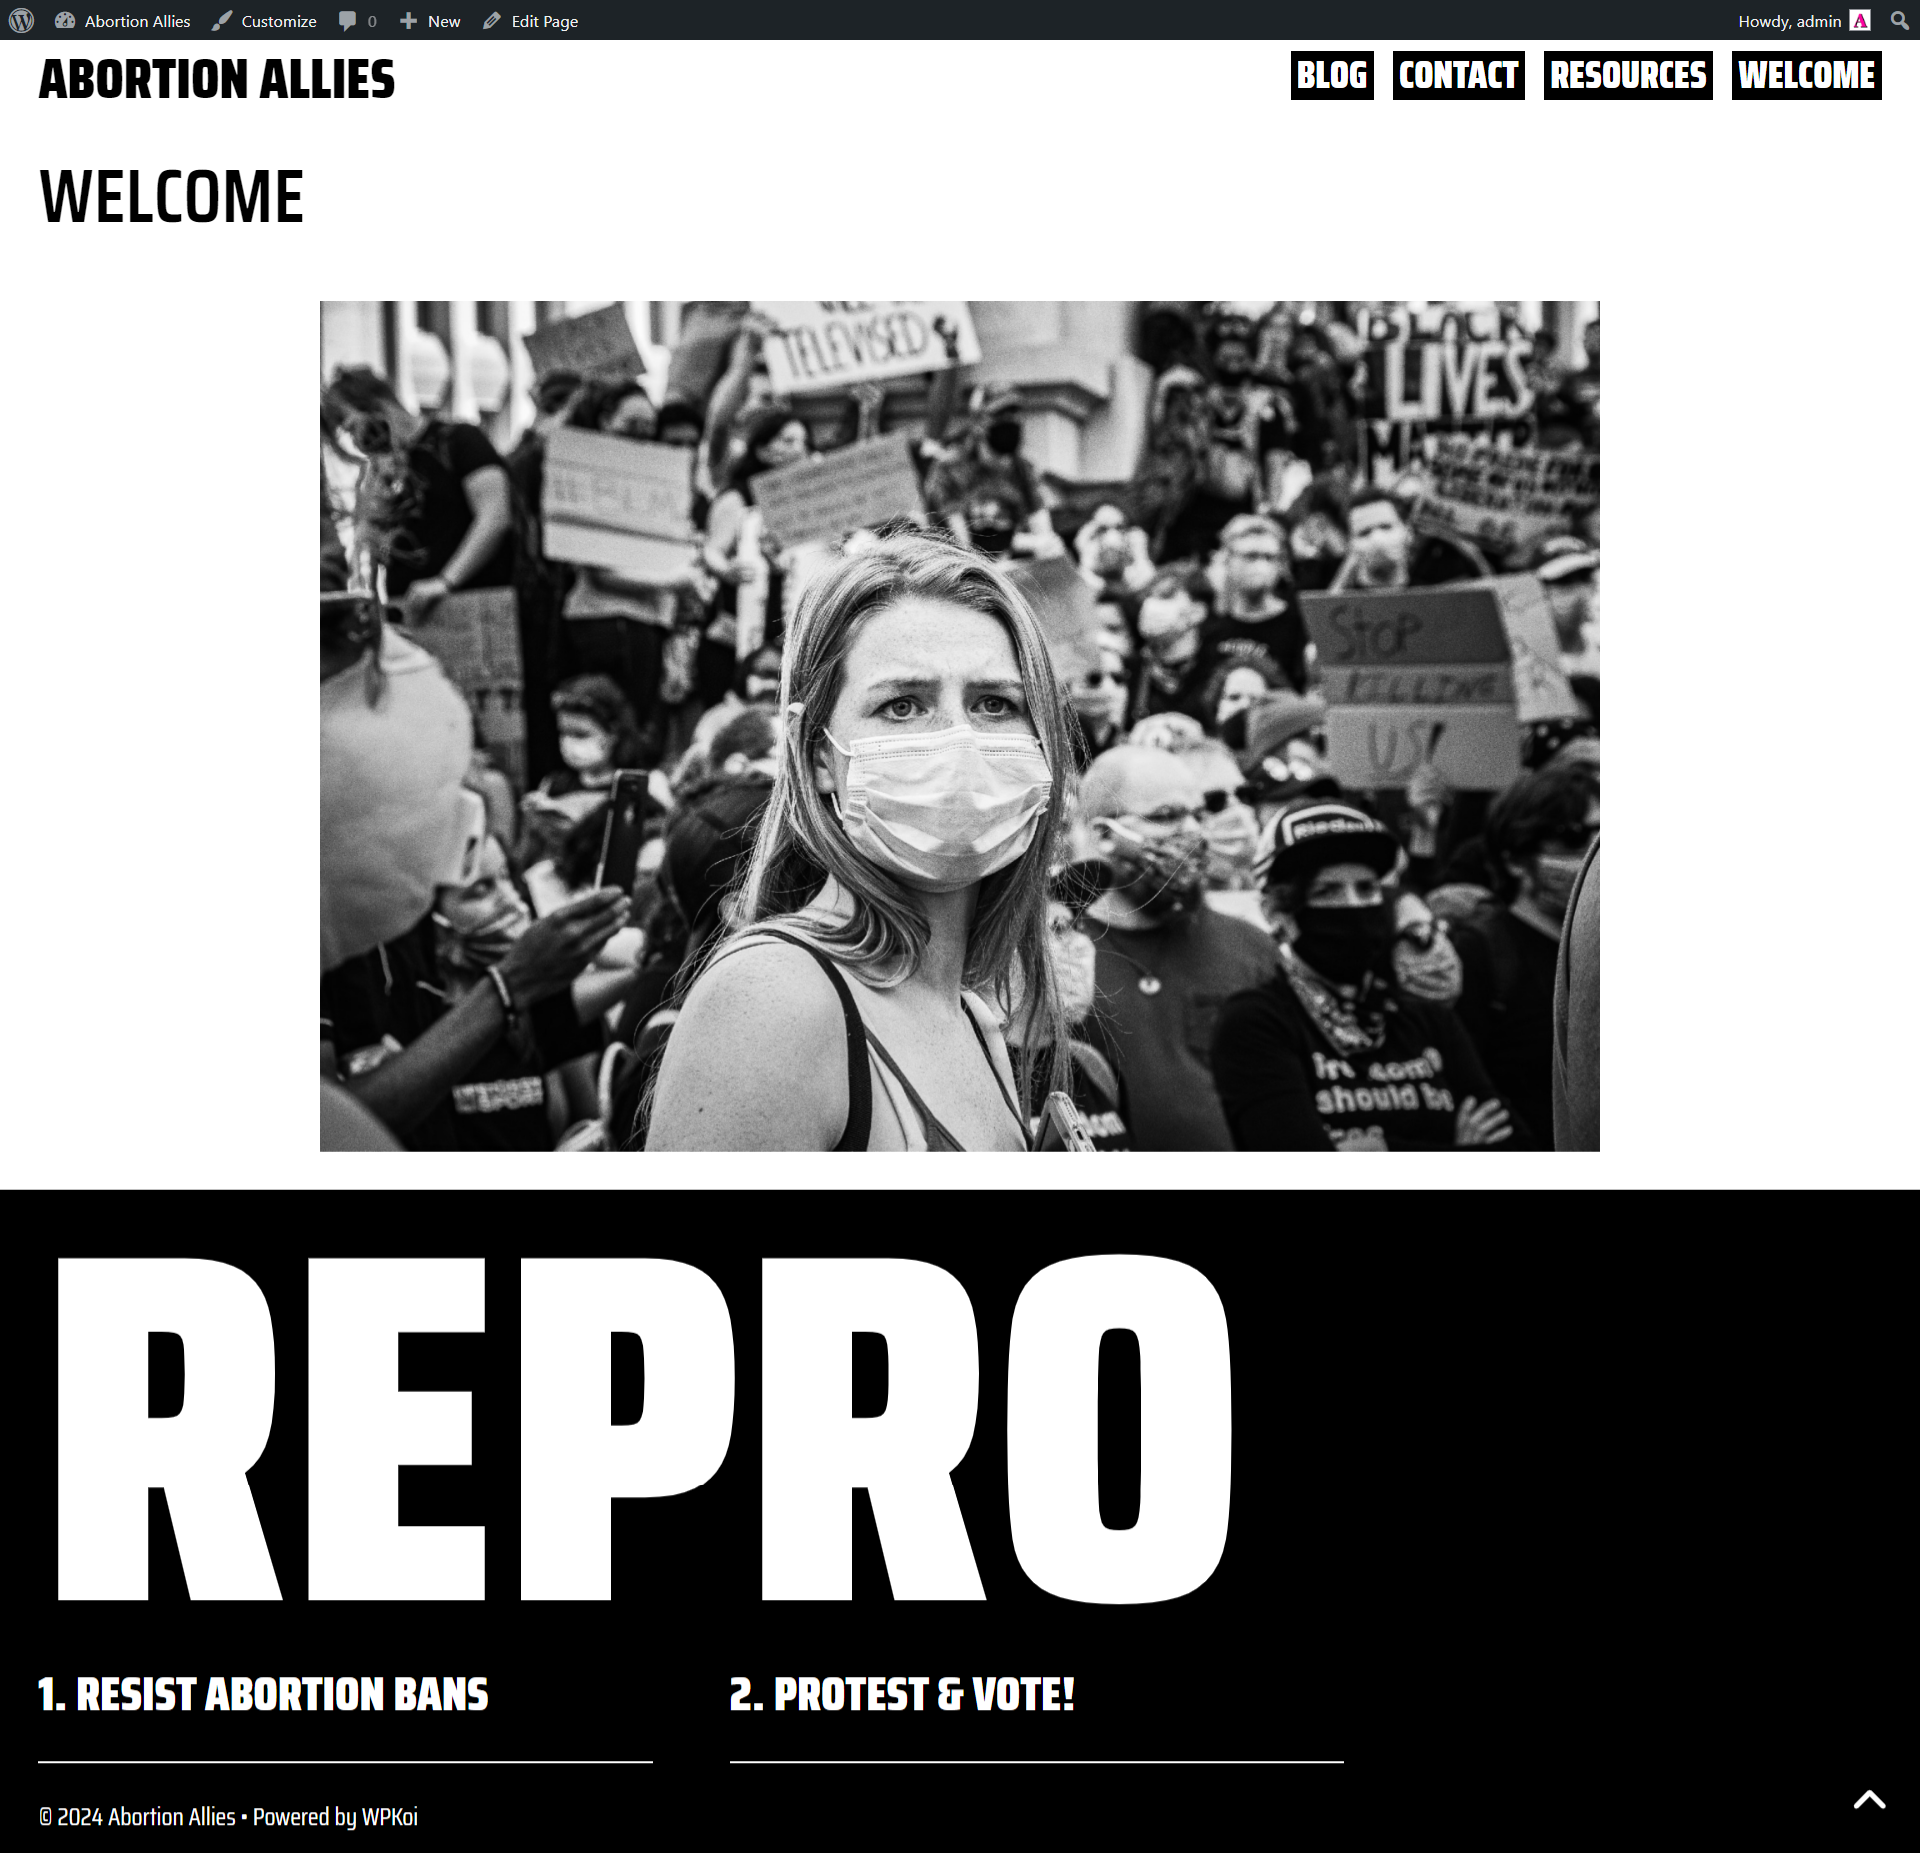 Abortion Allies Customize 0 New Edit Page Howdy, admin
ABORTION ALLIES
BLOG CONTACT RESOURCES WELCOME
WELCOME
TELEVISED
BLACK
LIVES
MATTER
STOP
KILLING
US!
should be
REPRO
1. RESIST ABORTION BANS
2. PROTEST & VOTE!
© 2024 Abortion Allies • Powered by WPKoi